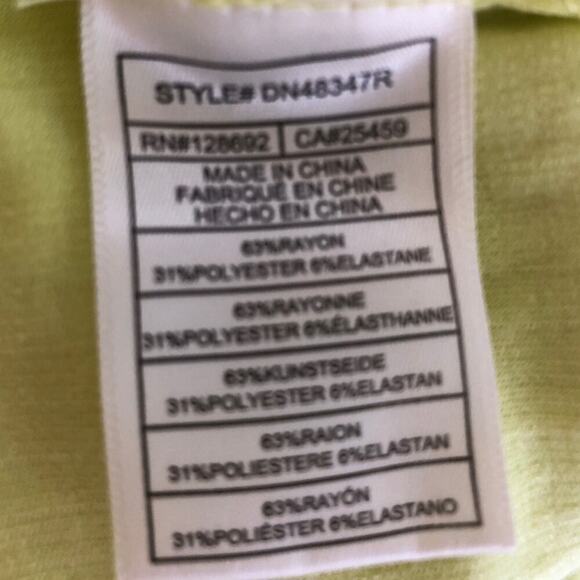 STYLE# DN48347R
RN#128692 CA#25459
MADE IN CHINA
FABRIQUÉ EN CHINE
HECHO EN CHINA
63%RAYON
31%POLYESTER 6%ELASTANE
63%RAYONNE
31%POLYESTER 6%ÉLASTHANNE
63%KUNSTSEIDE
31%POLYESTER 6%ELASTAN
63%RAION
31%POLIESTERE 6%ELASTAN
63%RAYÓN
31%POLIÉSTER 6%ELASTANO